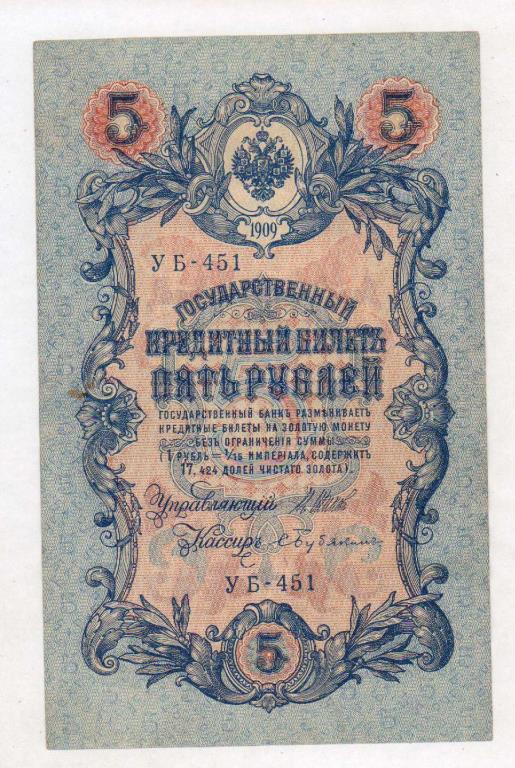 5 5
1909
УБ-451
ГОСУДАРСТВЕННЫЙ
КРЕДИТНЫЙ БИЛЕТЪ
ПЯТЬ РУБЛЕЙ
ГОСУДАРСТВЕННЫЙ БАНКЪ РАЗМѢНИВАЕТЪ
КРЕДИТНЫЕ БИЛЕТЫ НА ЗОЛОТУЮ МОНЕТУ
БЕЗЪ ОГРАНИЧЕНІЯ СУММЫ
(1 РУБЛЬ = 1/15 ИМПЕРІАЛА, СОДЕРЖИТЪ
17,424 ДОЛЕЙ ЧИСТАГО ЗОЛОТА).
Управляющій
Кассиръ
УБ-451
5